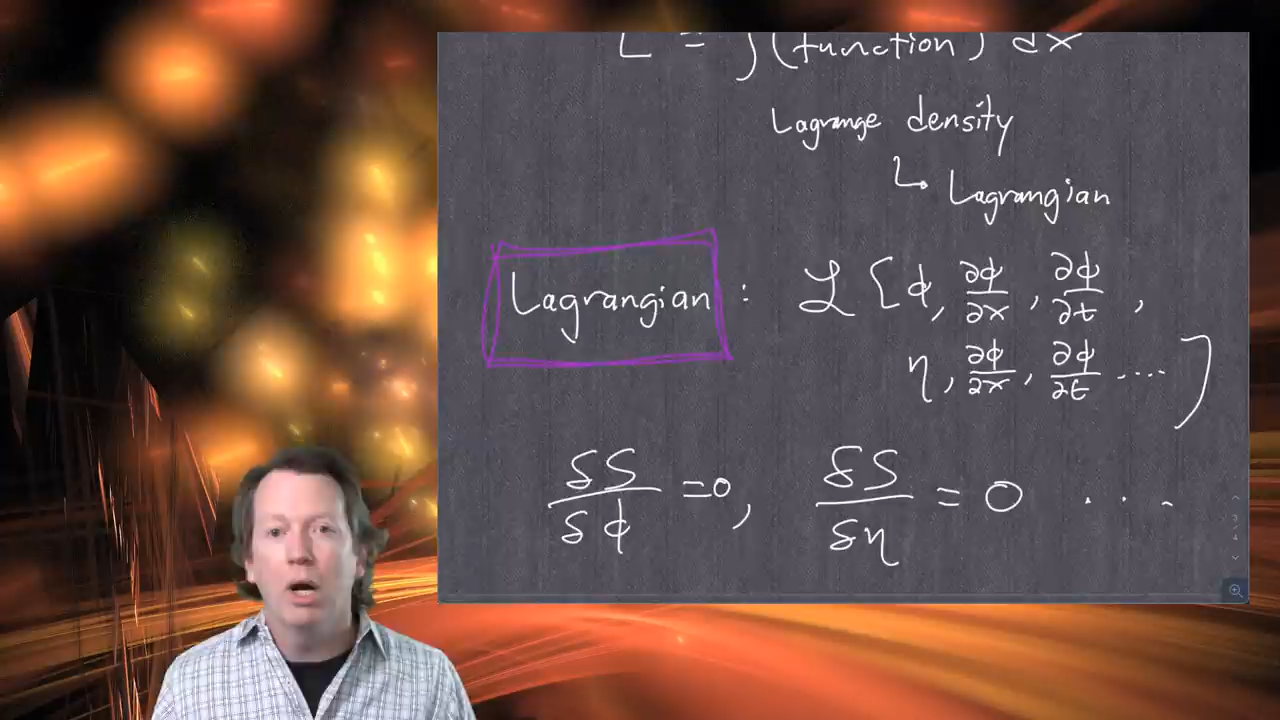 L = ∫(function) dx
Lagrange density
↳ Lagrangian
Lagrangian : ℒ [ϕ, ∂ϕ/∂x, ∂ϕ/∂t,
η, ∂ϕ/∂x, ∂ϕ/∂t ....)
δS/δϕ =0, δS/δη = 0 ...